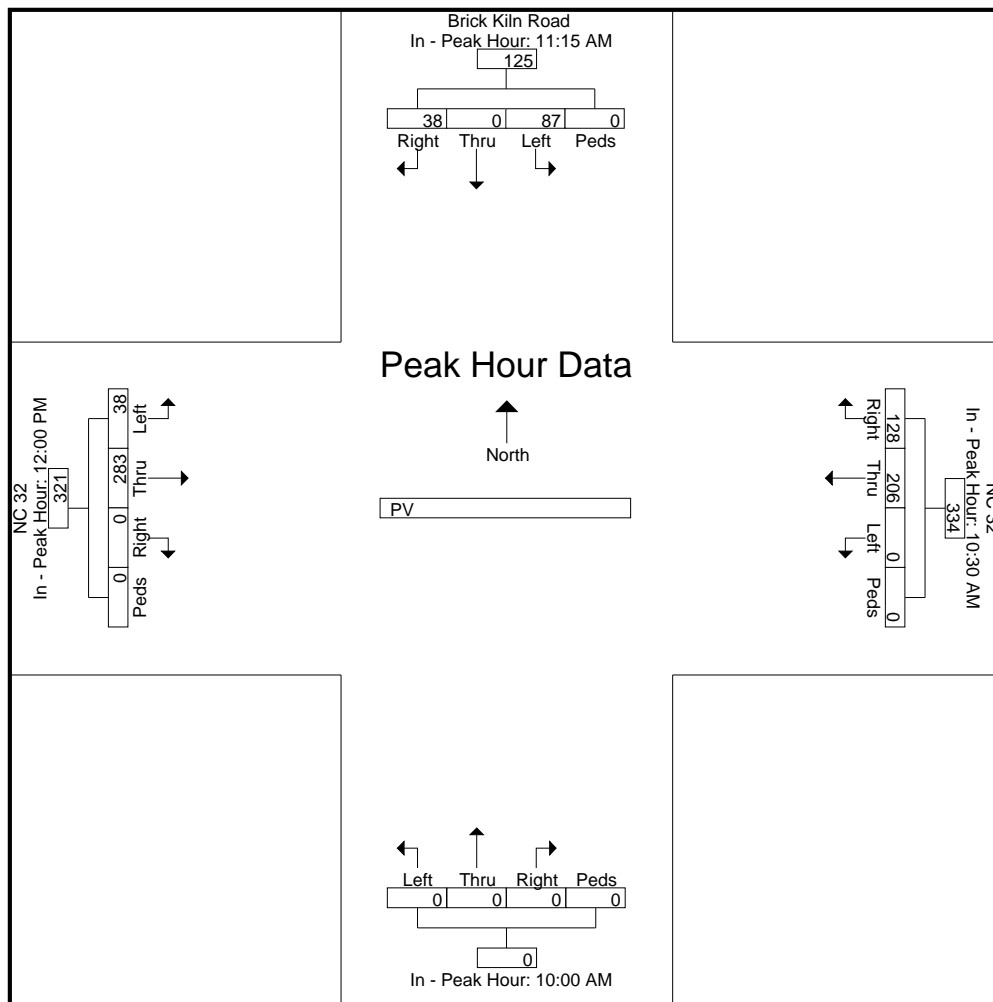 Brick Kiln Road
In - Peak Hour: 11:15 AM
125
38 0 87 0
Right Thru Left Peds
Peak Hour Data
North
PV
NC 32
In - Peak Hour: 12:00 PM
321
38 283 0 0
Left Thru Right Peds
NC 32
In - Peak Hour: 10:30 AM
334
128 206 0 0
Right Thru Left Peds
Left Thru Right Peds
0 0 0 0
0
In - Peak Hour: 10:00 AM